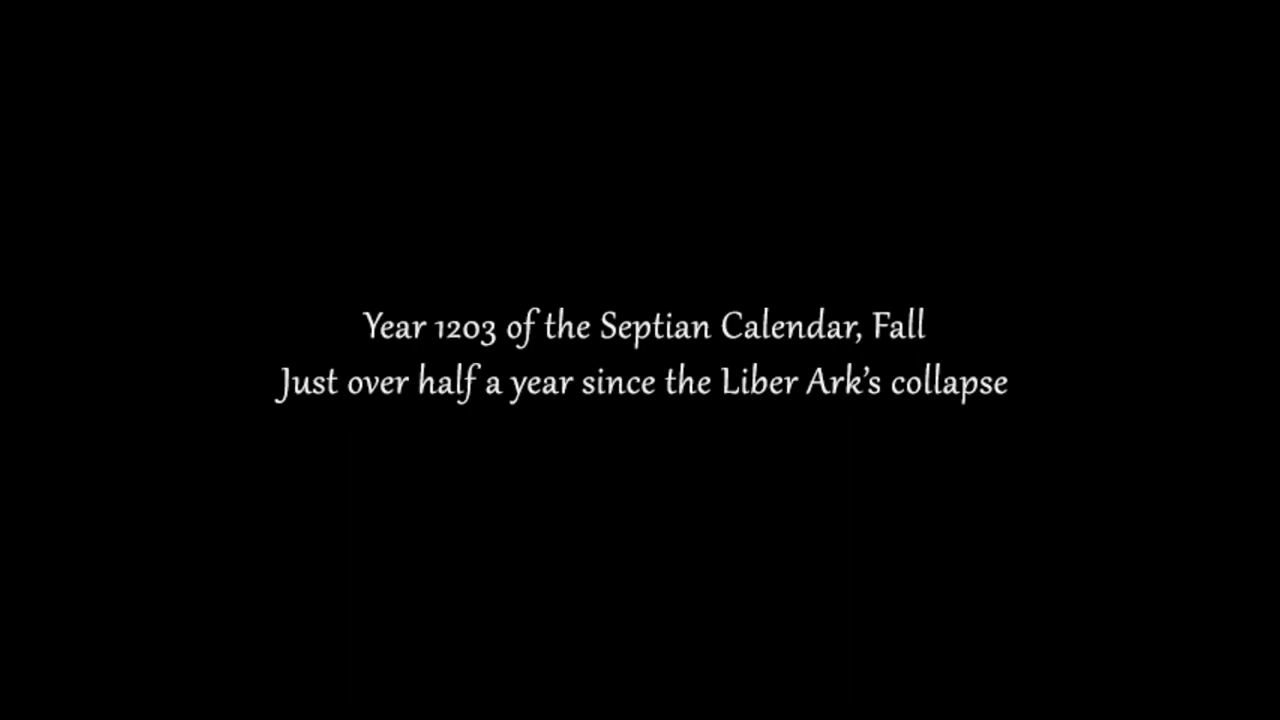 Year 1203 of the Septian Calendar, Fall
Just over half a year since the Liber Ark’s collapse